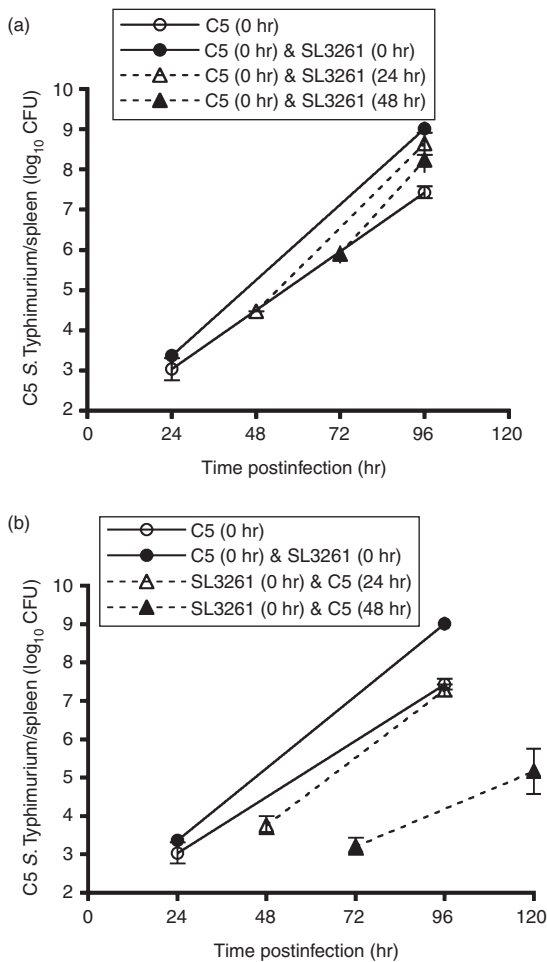 (a)
C5 (0 hr)
C5 (0 hr) & SL3261 (0 hr)
C5 (0 hr) & SL3261 (24 hr)
C5 (0 hr) & SL3261 (48 hr)
C5 S. Typhimurium/spleen (log10 CFU)
10
9
8
7
6
5
4
3
2
0 24 48 72 96 120
Time postinfection (hr)
(b)
C5 (0 hr)
C5 (0 hr) & SL3261 (0 hr)
SL3261 (0 hr) & C5 (24 hr)
SL3261 (0 hr) & C5 (48 hr)
C5 S. Typhimurium/spleen (log10 CFU)
10
9
8
7
6
5
4
3
2
0 24 48 72 96 120
Time postinfection (hr)